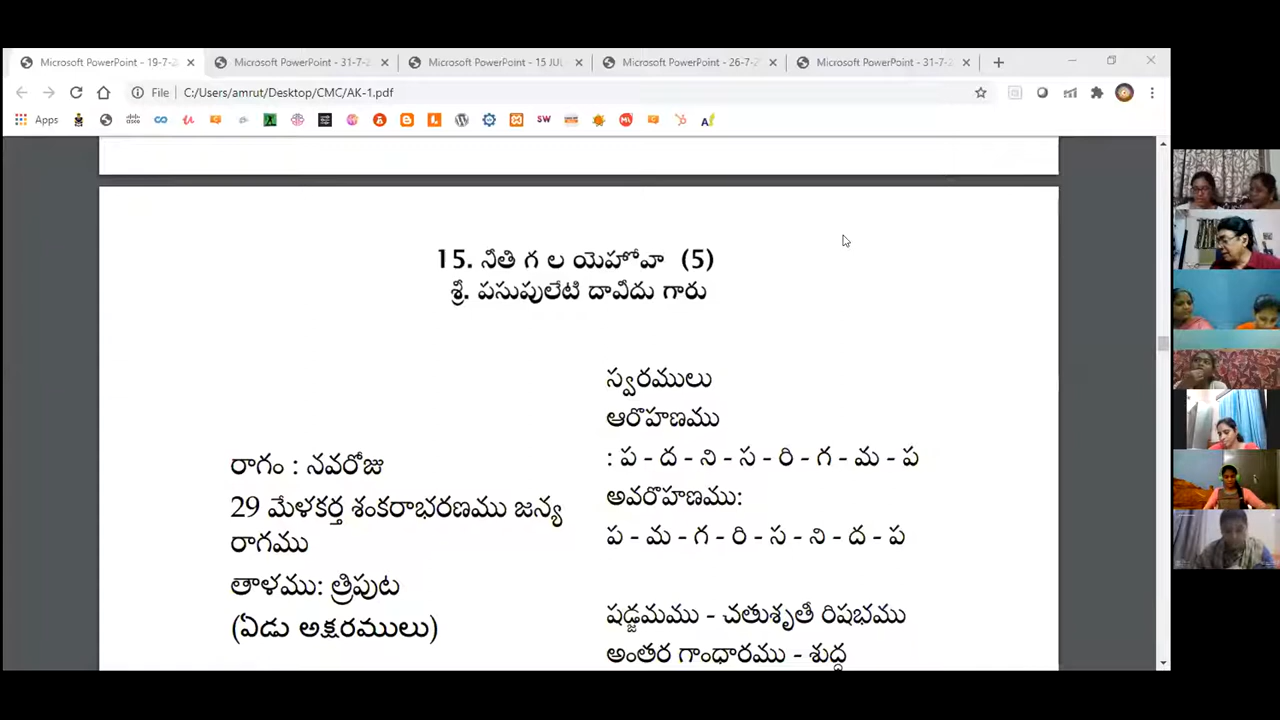 Microsoft PowerPoint - 19-7-2
Microsoft PowerPoint - 31-7-2
Microsoft PowerPoint - 15 JUL
Microsoft PowerPoint - 26-7-2
Microsoft PowerPoint - 31-7-2
File C:/Users/amrut/Desktop/CMC/AK-1.pdf
Apps
SW
15. నీతి గ ల యెహోవా (5)
శ్రీ. పసుపులేటి దావీదు గారు
రాగం : నవరోజు
29 మేళకర్త శంకరాభరణము జన్య
రాగము
తాళము: త్రిపుట
(ఏడు అక్షరములు)
స్వరములు
ఆరొహణము
: ప - ద - ని - స - రి - గ - మ - ప
అవరొహణము:
ప - మ - గ - రి - స - ని - ద - ప
షడ్జమము - చతుశృతీ రిషభము
అంతర గాంధారము - శుద్ధ